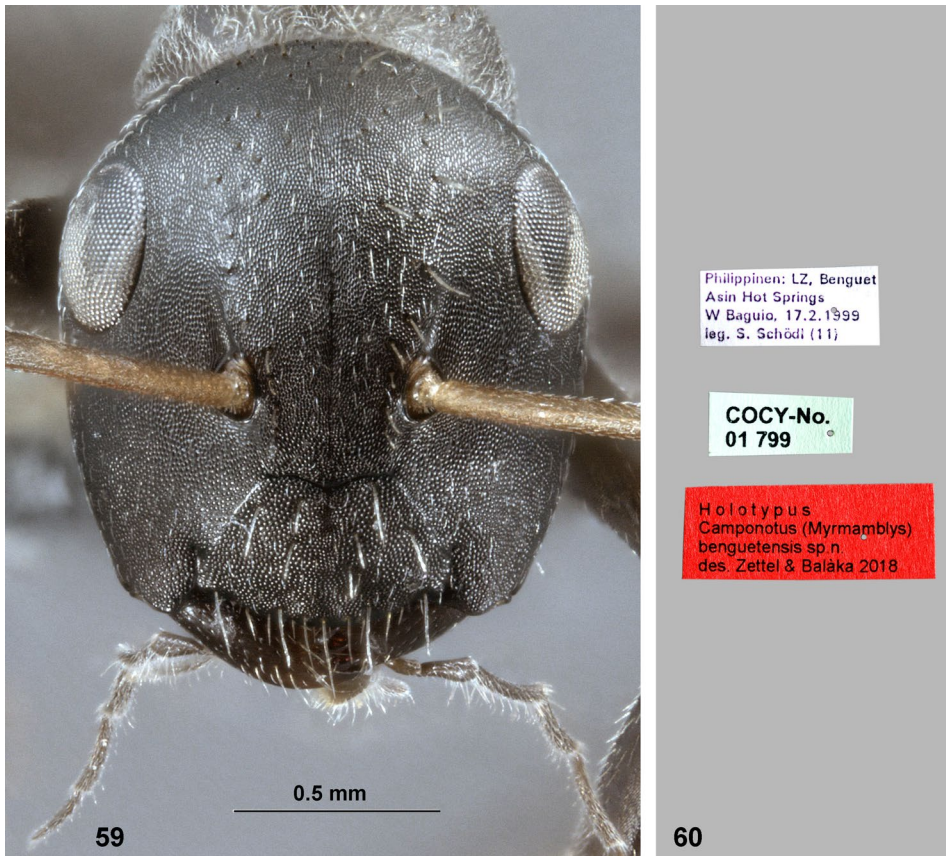 0.5 mm
59
Philippinen: LZ, Benguet
Asin Hot Springs
W Baguio, 17.2.1999
leg. S. Schödl (11)
COCY-No.
01 799
Holotypus
Camponotus (Myrmamblys)
benguetensis sp.n.
des. Zettel & Balàka 2018
60